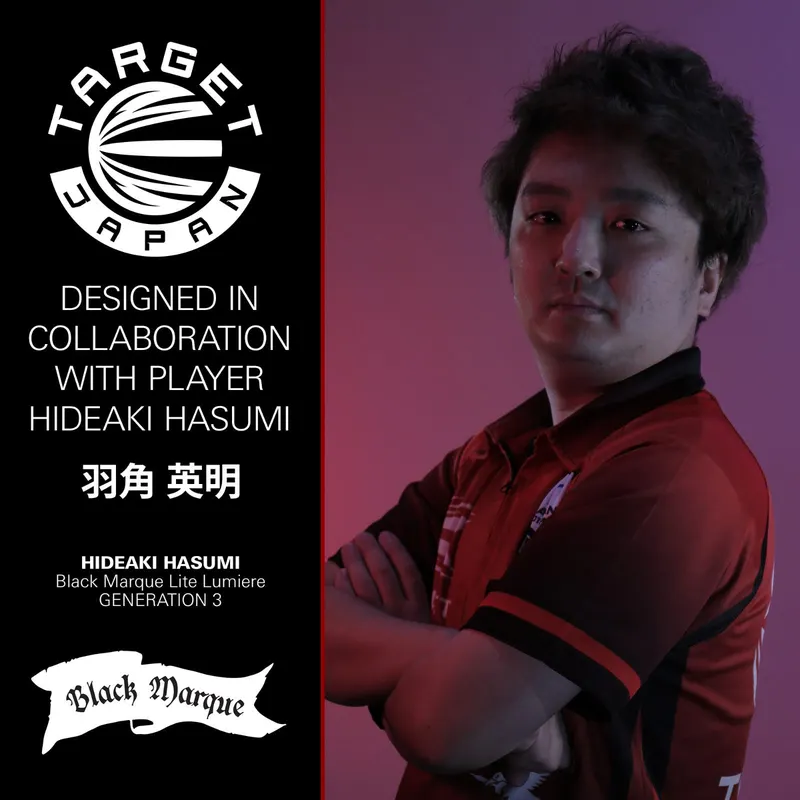 TARGET
JAPAN
DESIGNED IN
COLLABORATION
WITH PLAYER
HIDEAKI HASUMI
羽角 英明
HIDEAKI HASUMI
Black Marque Lite Lumiere
GENERATION 3
Black Marque